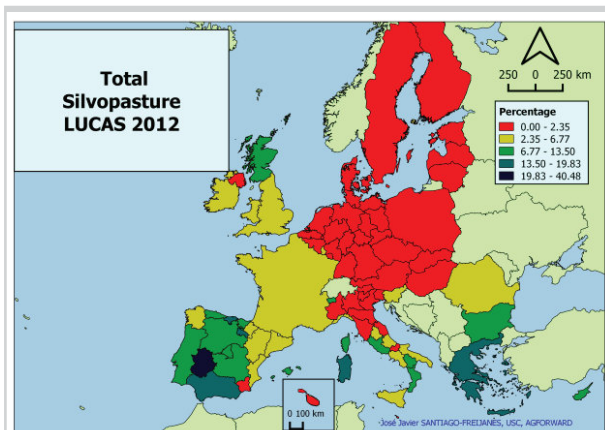 Total
Silvopasture
LUCAS 2012
250 0 250 km
Percentage
0.00 - 2.35
2.35 - 6.77
6.77 - 13.50
13.50 - 19.83
19.83 - 40.48
0 100 km
José Javier SANTIAGO-FREIJANES, USC, AGFORWARD